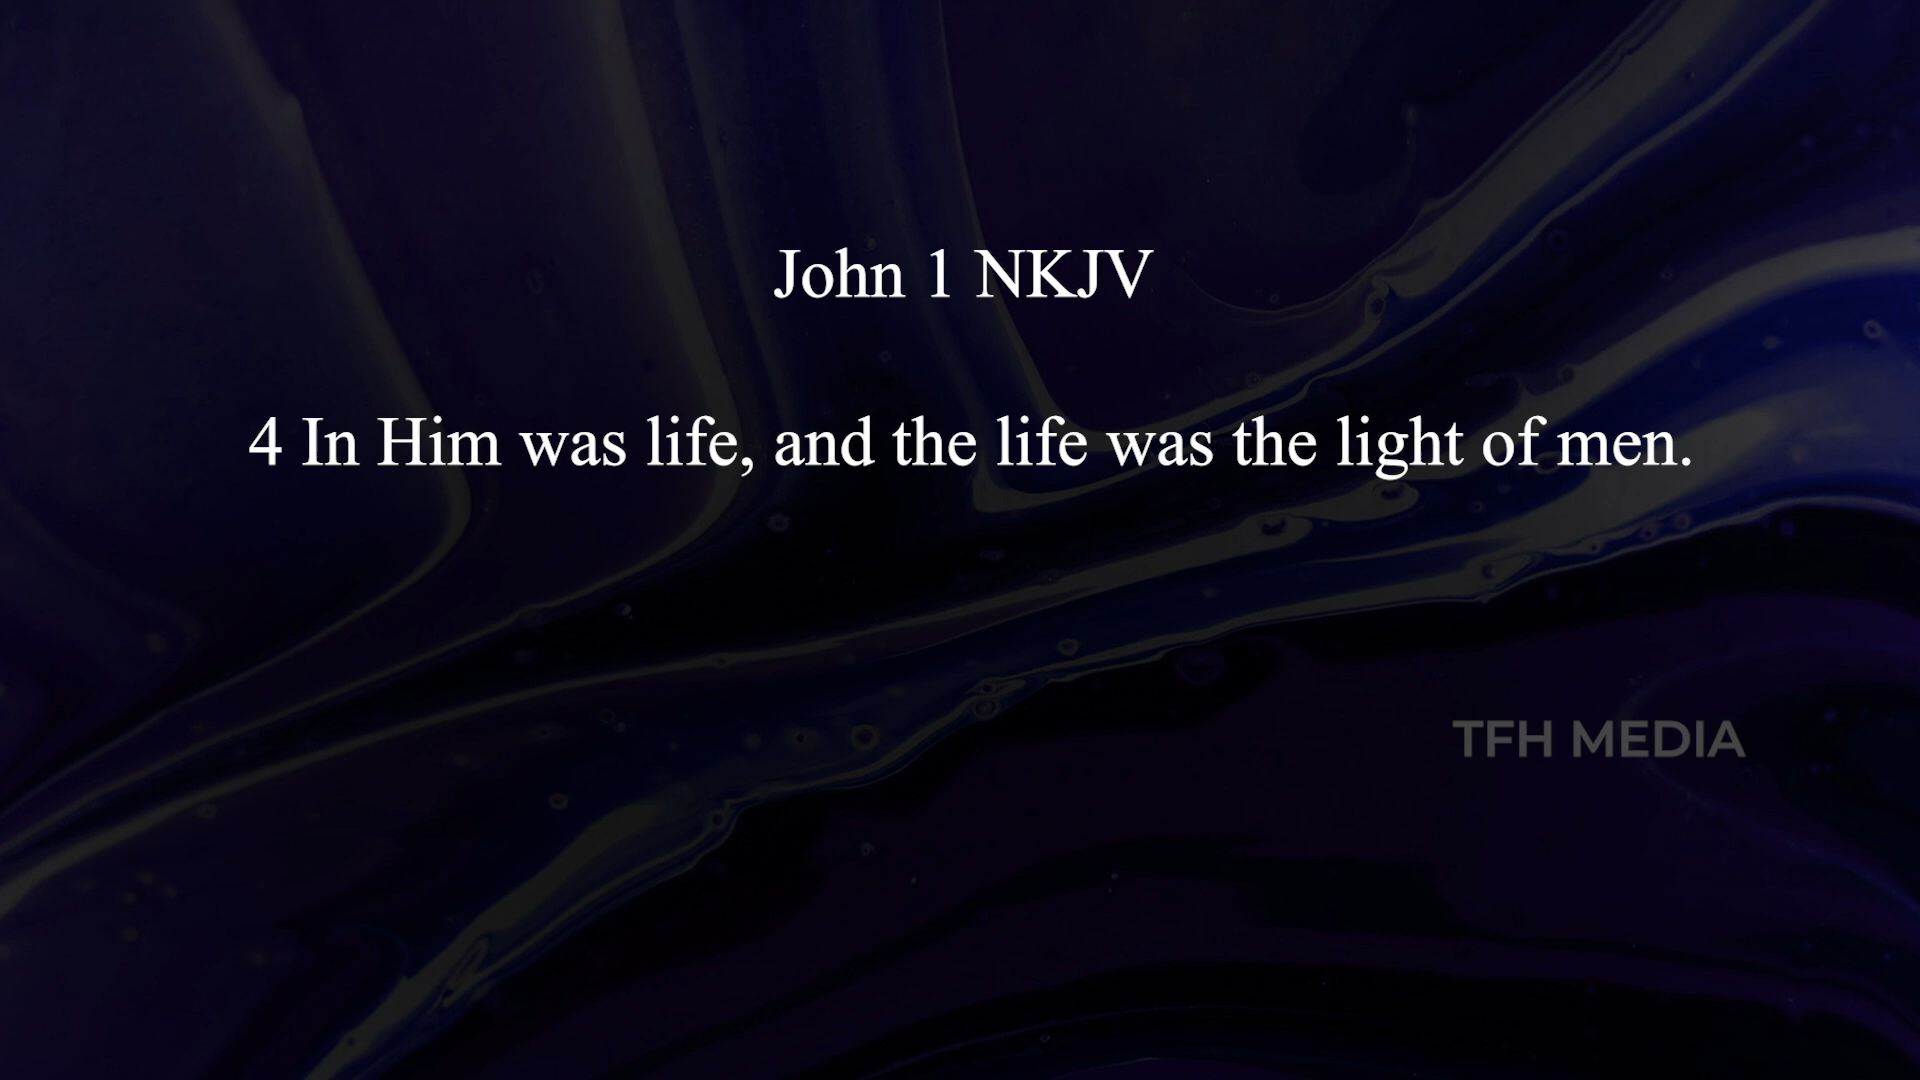 John 1 NKJV
4 In Him was life, and the life was the light of men.
TFH MEDIA